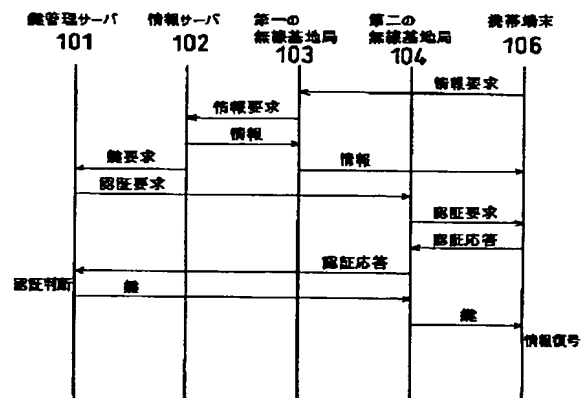 鍵管理サーバ
101
情報サーバ
102
第一の
無線基地局
103
第二の
無線基地局
104
携帯端末
106
情報要求
情報要求
情報
鍵要求
情報
認証要求
認証要求
認証応答
認証応答
認証判断
鍵
鍵
情報復号